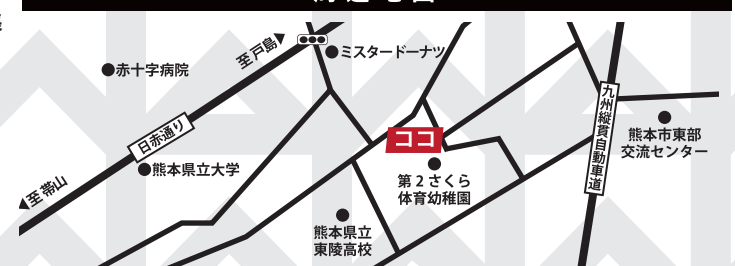 至戸島
ミスタードーナツ
赤十字病院
日赤通り
九州縦貫自動車道
熊本市東部
交流センター
ココ
熊本県立大学
第2さくら
体育幼稚園
至帯山
熊本県立
東稜高校